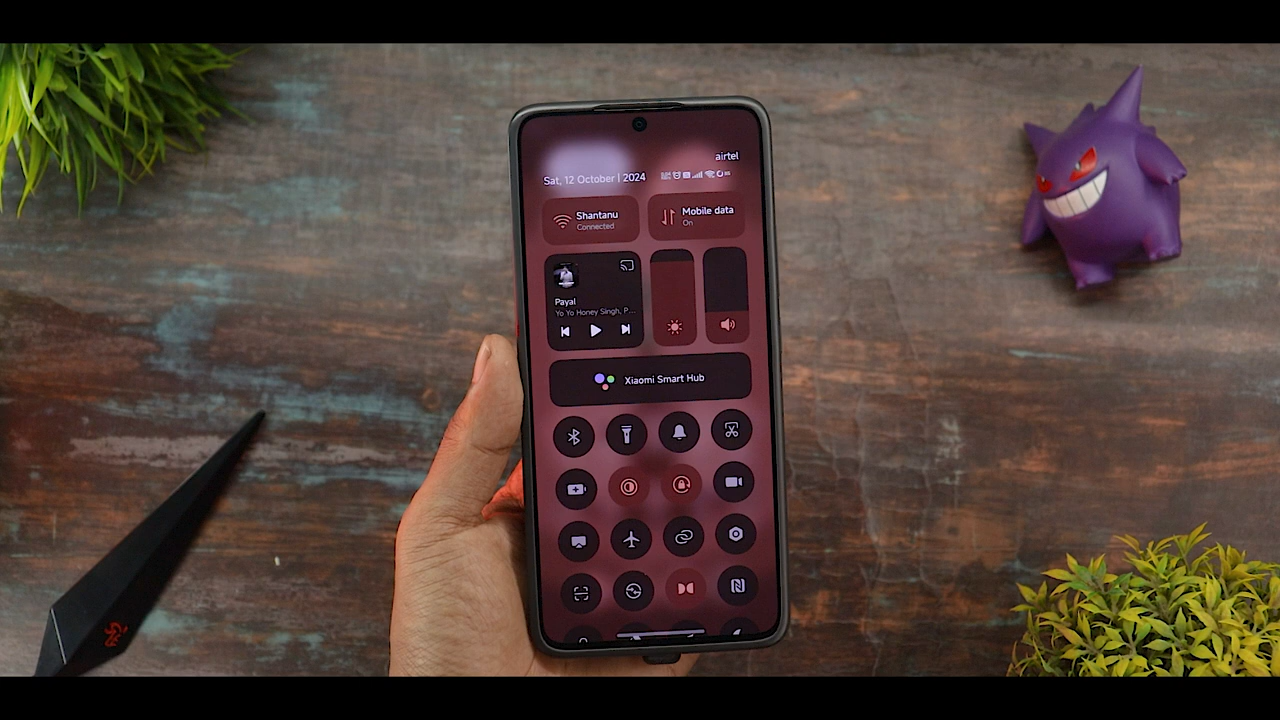 airtel
Sat, 12 October | 2024
Shantanu
Connected
Mobile data
On
Payal
Yo Yo Honey Singh, P...
Xiaomi Smart Hub